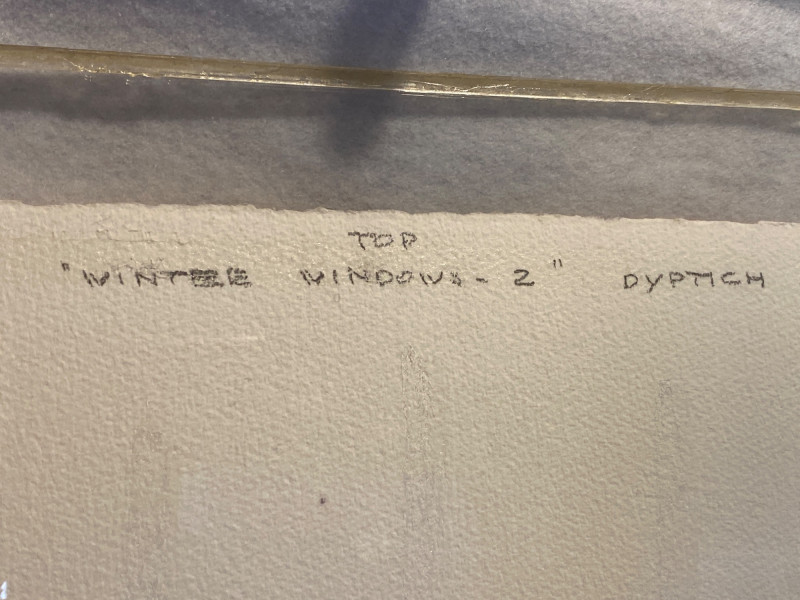 TOP
"WINTER WINDOWS - 2" DYPTICH